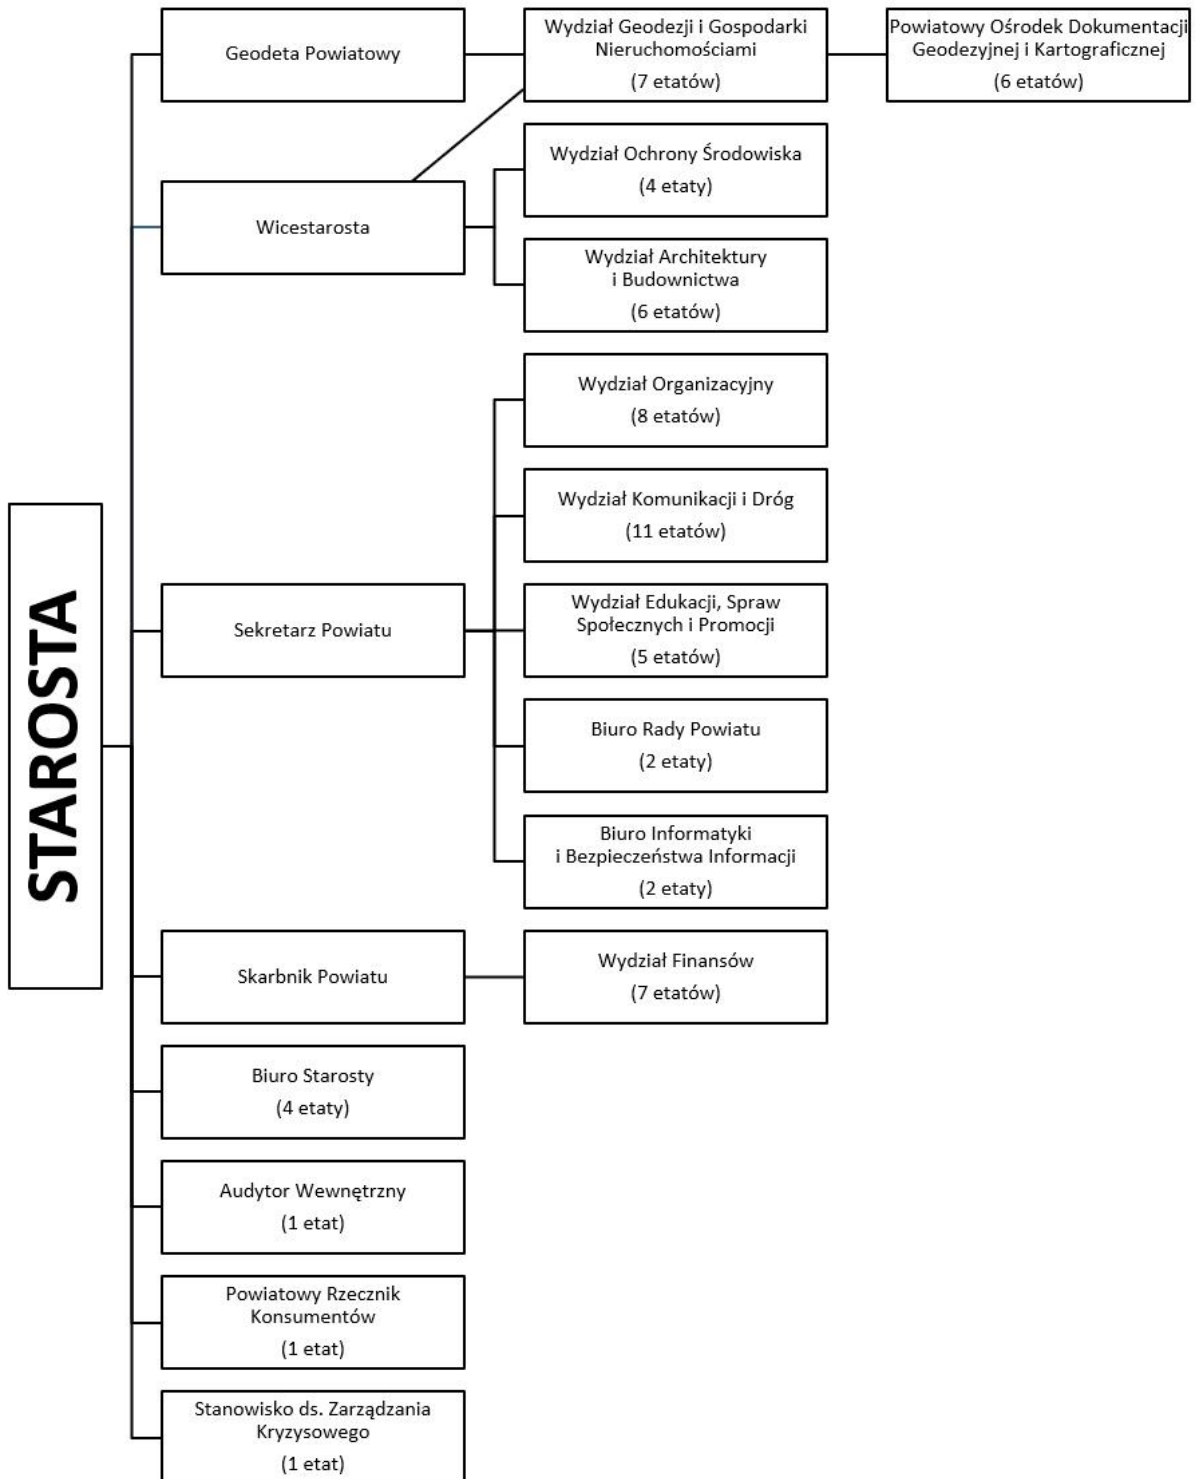 STAROSTA
Geodeta Powiatowy
Wydział Geodezji i Gospodarki
Nieruchomościami
(7 etatów)
Powiatowy Ośrodek Dokumentacji
Geodezyjnej i Kartograficznej
(6 etatów)
Wicestarosta
Wydział Ochrony Środowiska
(4 etaty)
Wydział Architektury
i Budownictwa
(6 etatów)
Sekretarz Powiatu
Wydział Organizacyjny
(8 etatów)
Wydział Komunikacji i Dróg
(11 etatów)
Wydział Edukacji, Spraw
Społecznych i Promocji
(5 etatów)
Biuro Rady Powiatu
(2 etaty)
Biuro Informatyki
i Bezpieczeństwa Informacji
(2 etaty)
Skarbnik Powiatu
Wydział Finansów
(7 etatów)
Biuro Starosty
(4 etaty)
Audytor Wewnętrzny
(1 etat)
Powiatowy Rzecznik
Konsumentów
(1 etat)
Stanowisko ds. Zarządzania
Kryzysowego
(1 etat)